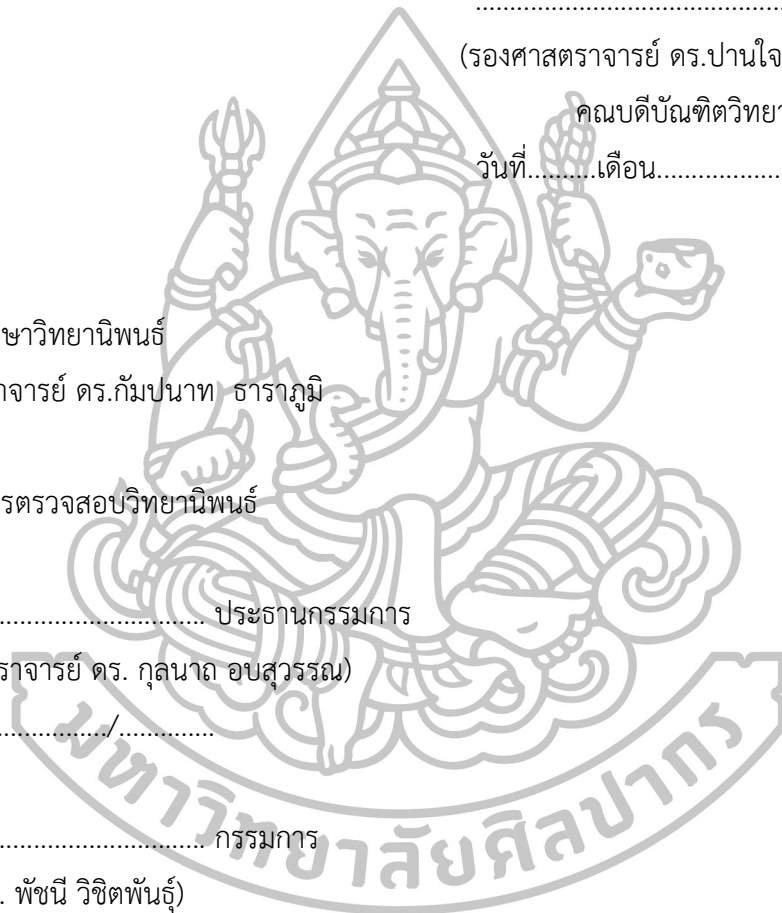 ................................................
(รองศาสตราจารย์ ดร.ปานใจ
คณบดีบัณฑิตวิทยา
วันที่..........เดือน..................
ษาวิทยานิพนธ์
าจารย์ ดร.กัมปนาท ธาราภูมิ
รตรวจสอบวิทยานิพนธ์
.............................. ประธานกรรมการ
ราจารย์ ดร. กุลนาถ อบสุวรรณ)
................/..............
.............................. กรรมการ
. พัชนี วิชิตพันธุ์)
มหาวิทยาลัยศิลปากร